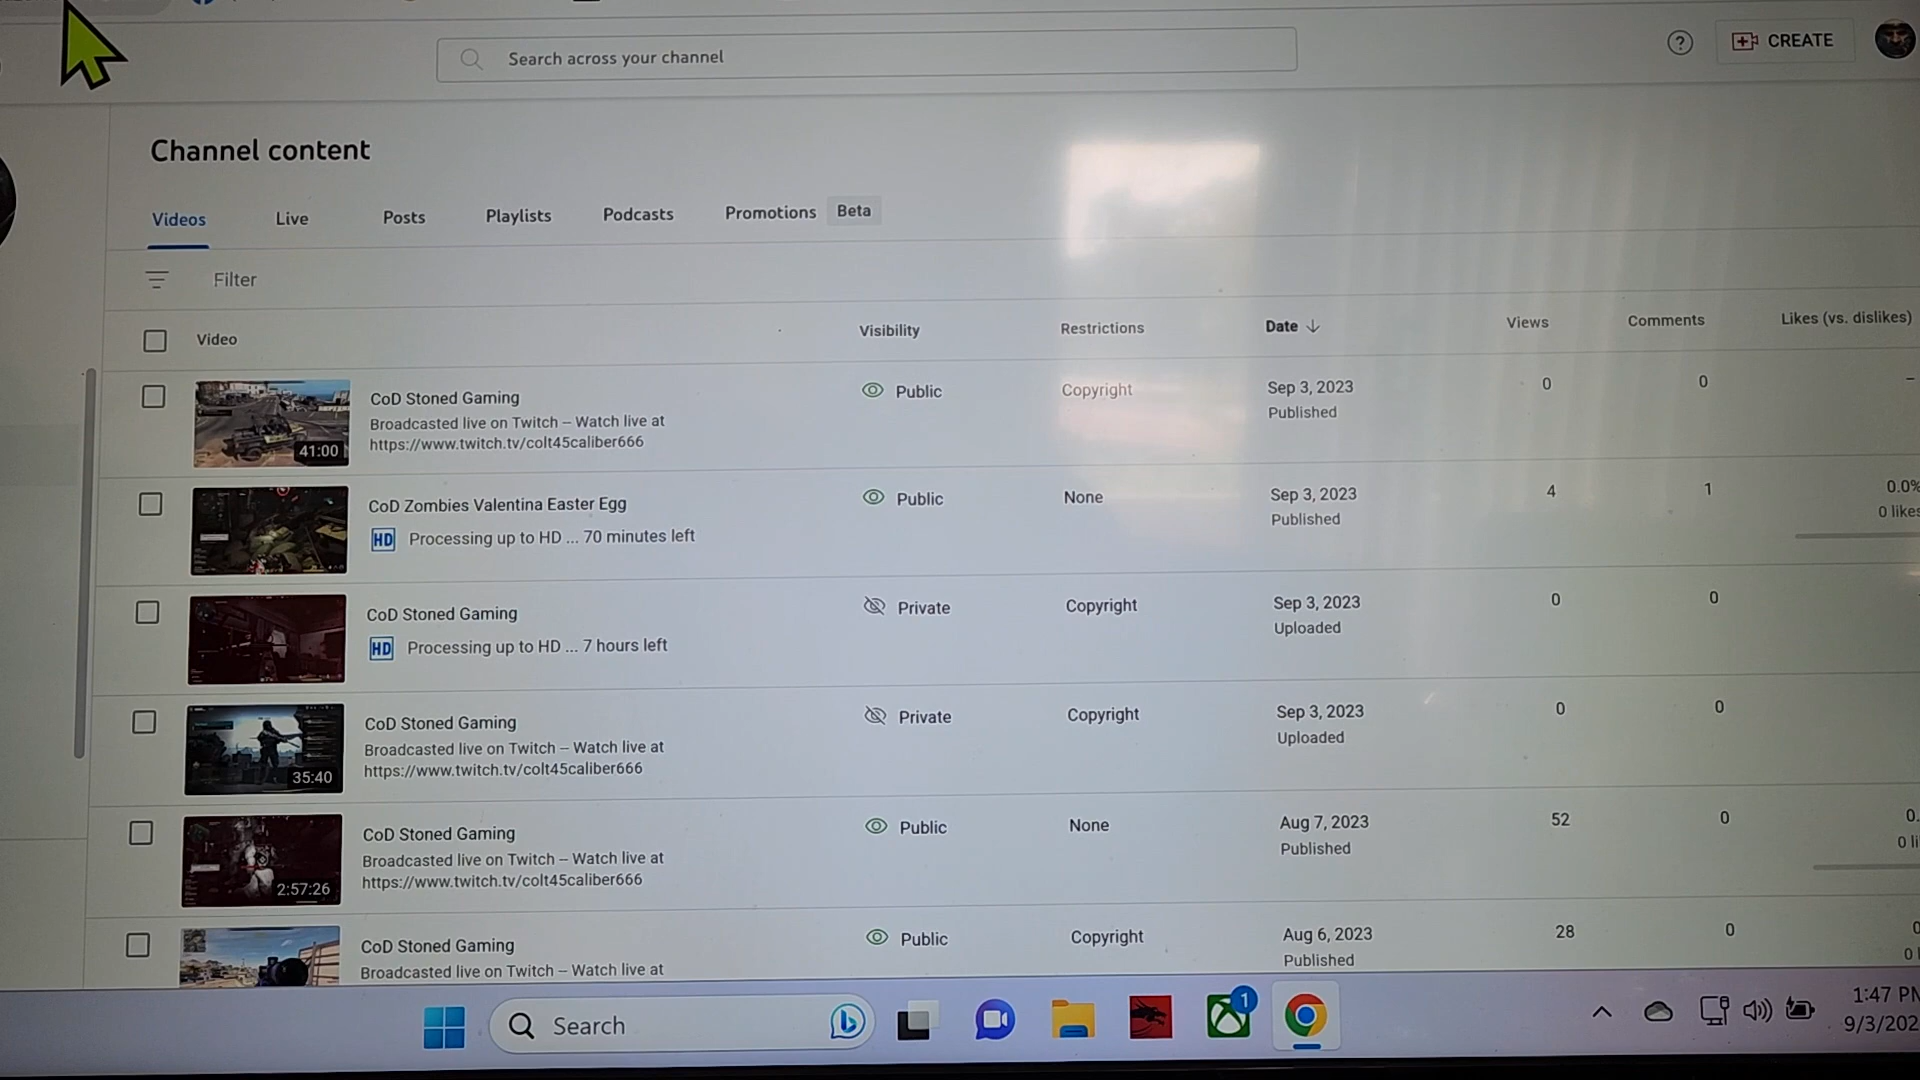 Search across your channel
CREATE
Channel content
Videos Live Posts Playlists Podcasts Promotions Beta
Filter
Video Visibility Restrictions Date Views Comments Likes (vs. dislikes)
CoD Stoned Gaming Public Copyright Sep 3, 2023 0 0 –
Broadcasted live on Twitch -- Watch live at Published
https://www.twitch.tv/colt45caliber666
41:00
CoD Zombies Valentina Easter Egg Public None Sep 3, 2023 4 1 0.0%
HD Processing up to HD ... 70 minutes left Published 0 likes
CoD Stoned Gaming Private Copyright Sep 3, 2023 0 0
HD Processing up to HD ... 7 hours left Uploaded
CoD Stoned Gaming Private Copyright Sep 3, 2023 0 0
Broadcasted live on Twitch -- Watch live at Uploaded
https://www.twitch.tv/colt45caliber666
35:40
CoD Stoned Gaming Public None Aug 7, 2023 52 0 0.
Broadcasted live on Twitch -- Watch live at Published 0 li
https://www.twitch.tv/colt45caliber666
2:57:26
CoD Stoned Gaming Public Copyright Aug 6, 2023 28 0 0
Broadcasted live on Twitch -- Watch live at Published 0 l
Search 1 1:47 PM
9/3/202